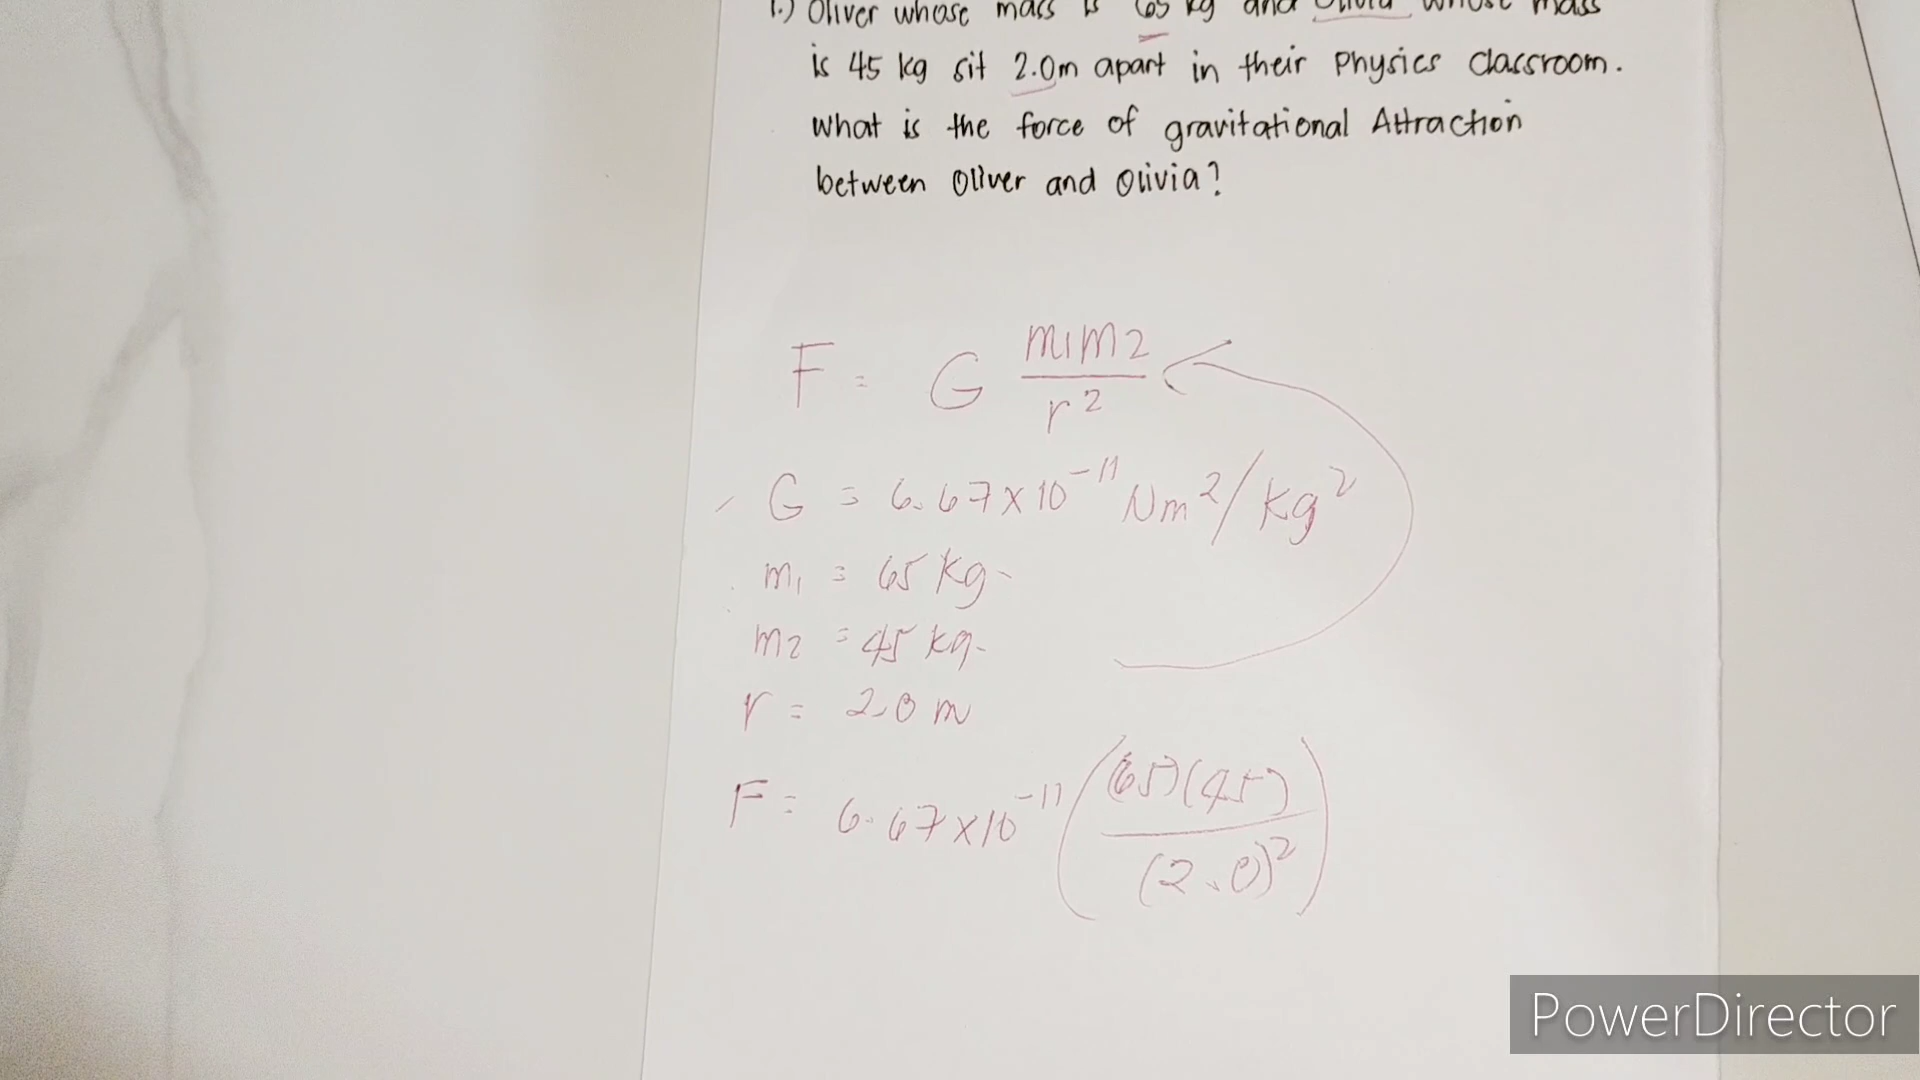 1.) Oliver whose mass is 65 kg and Olivia whose mass
is 45 kg sit 2.0m apart in their Physics classroom.
What is the force of gravitational Attraction
between Oliver and Olivia?
F = G m1m2 / r²
G = 6.67 x 10⁻¹¹ Nm²/kg²
m₁ = 65 kg
m2 = 45 kg
r = 2.0 m
F = 6.67 x 10⁻¹¹ ((65)(45) / (2.0)²)
PowerDirector